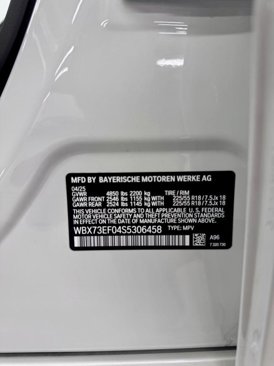 MFD BY BAYERISCHE MOTOREN WERKE AG
04/25
GVWR 4850 lbs 2200 kg TIRE / RIM
GAWR FRONT 2546 lbs 1155 kg 225/55 R18 / 7.5Jx 18
GAWR REAR 2524 lbs 1145 kg 225/55 R18 / 7.5Jx 18
THIS VEHICLE CONFORMS TO ALL APPLICABLE U.S. FEDERAL
MOTOR VEHICLE SAFETY AND THEFT PREVENTION STANDARDS
IN EFFECT ON THE DATE OF MANUFACTURE SHOWN ABOVE.
WBX73EF04S5306458 TYPE: MPV
A96